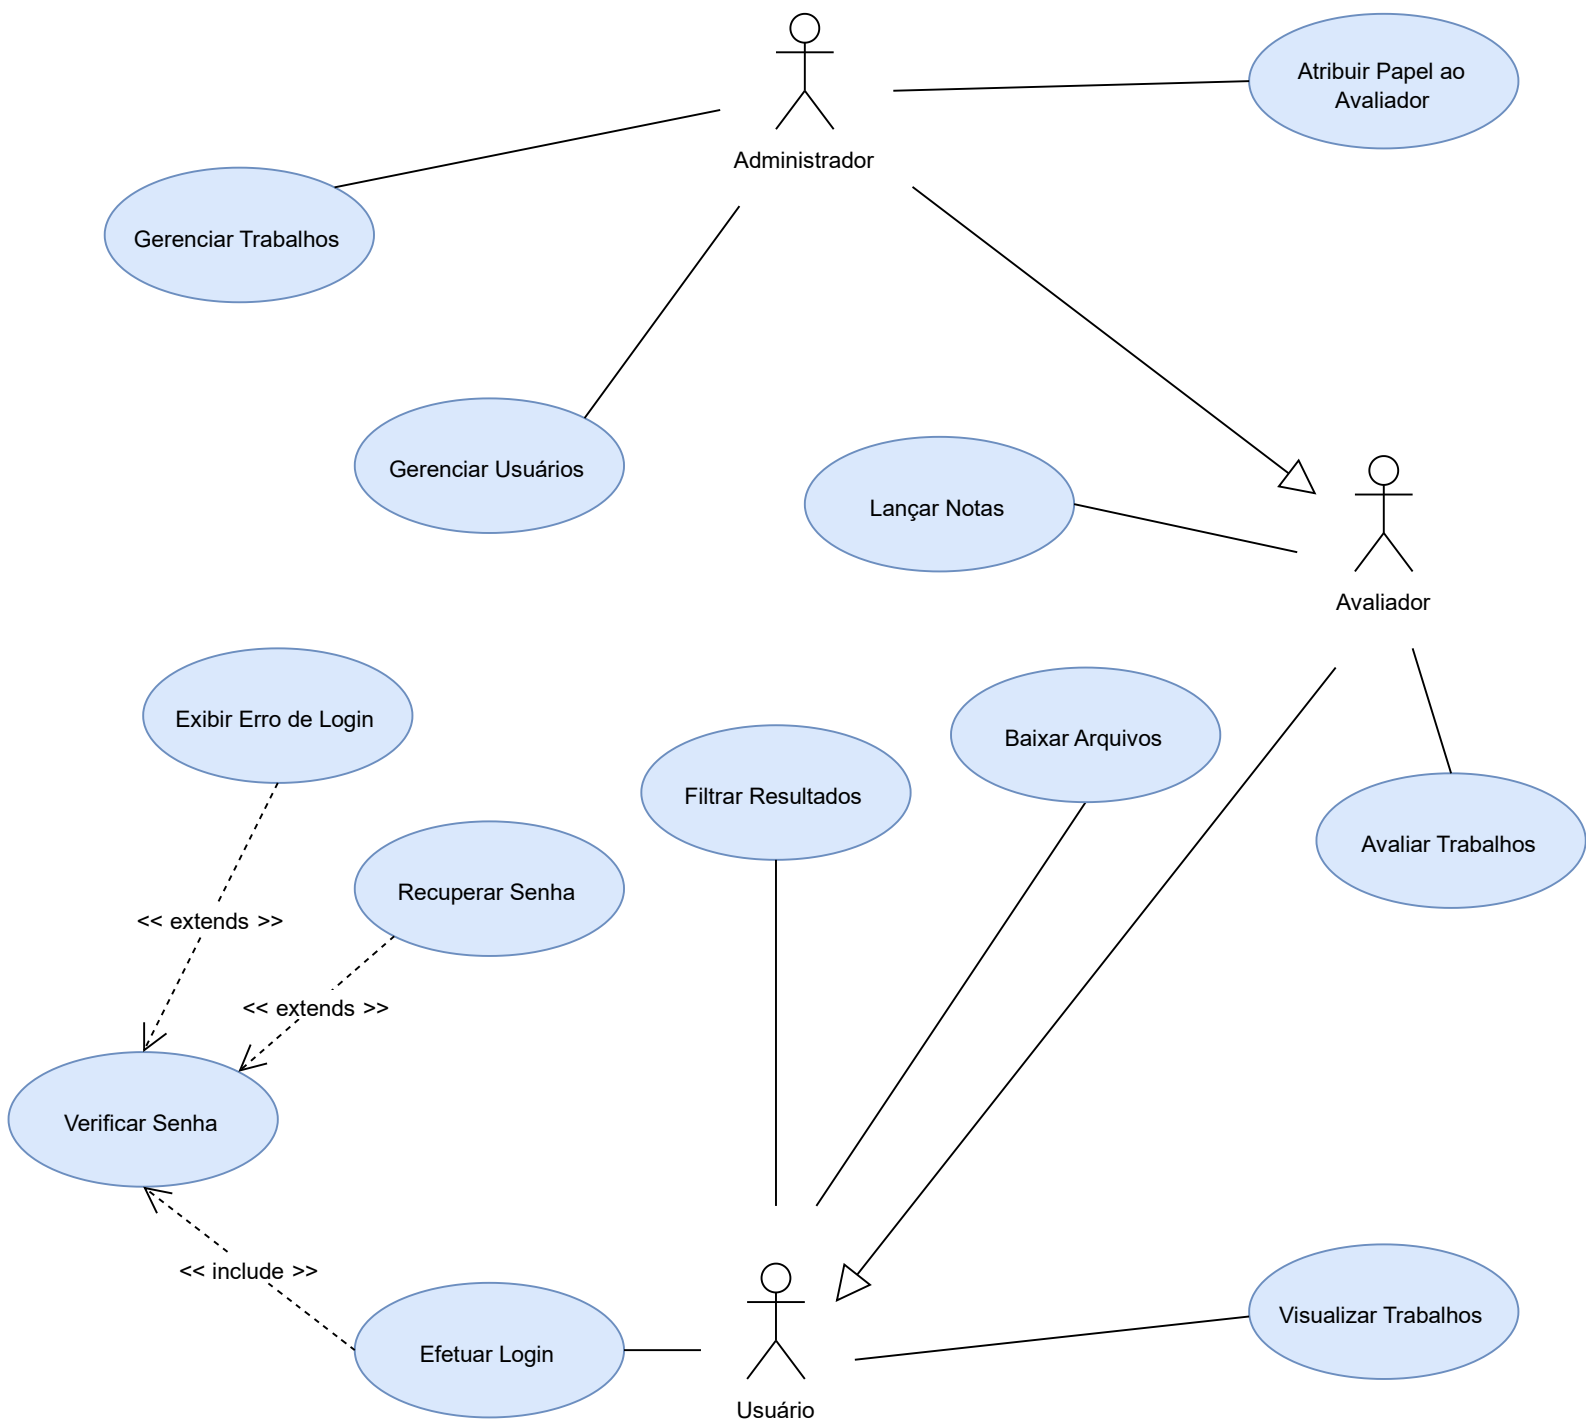 Atribuir Papel ao
Avaliador
Administrador
Gerenciar Trabalhos
Gerenciar Usuários
Lançar Notas
Avaliador
Exibir Erro de Login
Baixar Arquivos
Filtrar Resultados
Avaliar Trabalhos
Recuperar Senha
<< extends >>
<< extends >>
Verificar Senha
<< include >>
Visualizar Trabalhos
Efetuar Login
Usuário